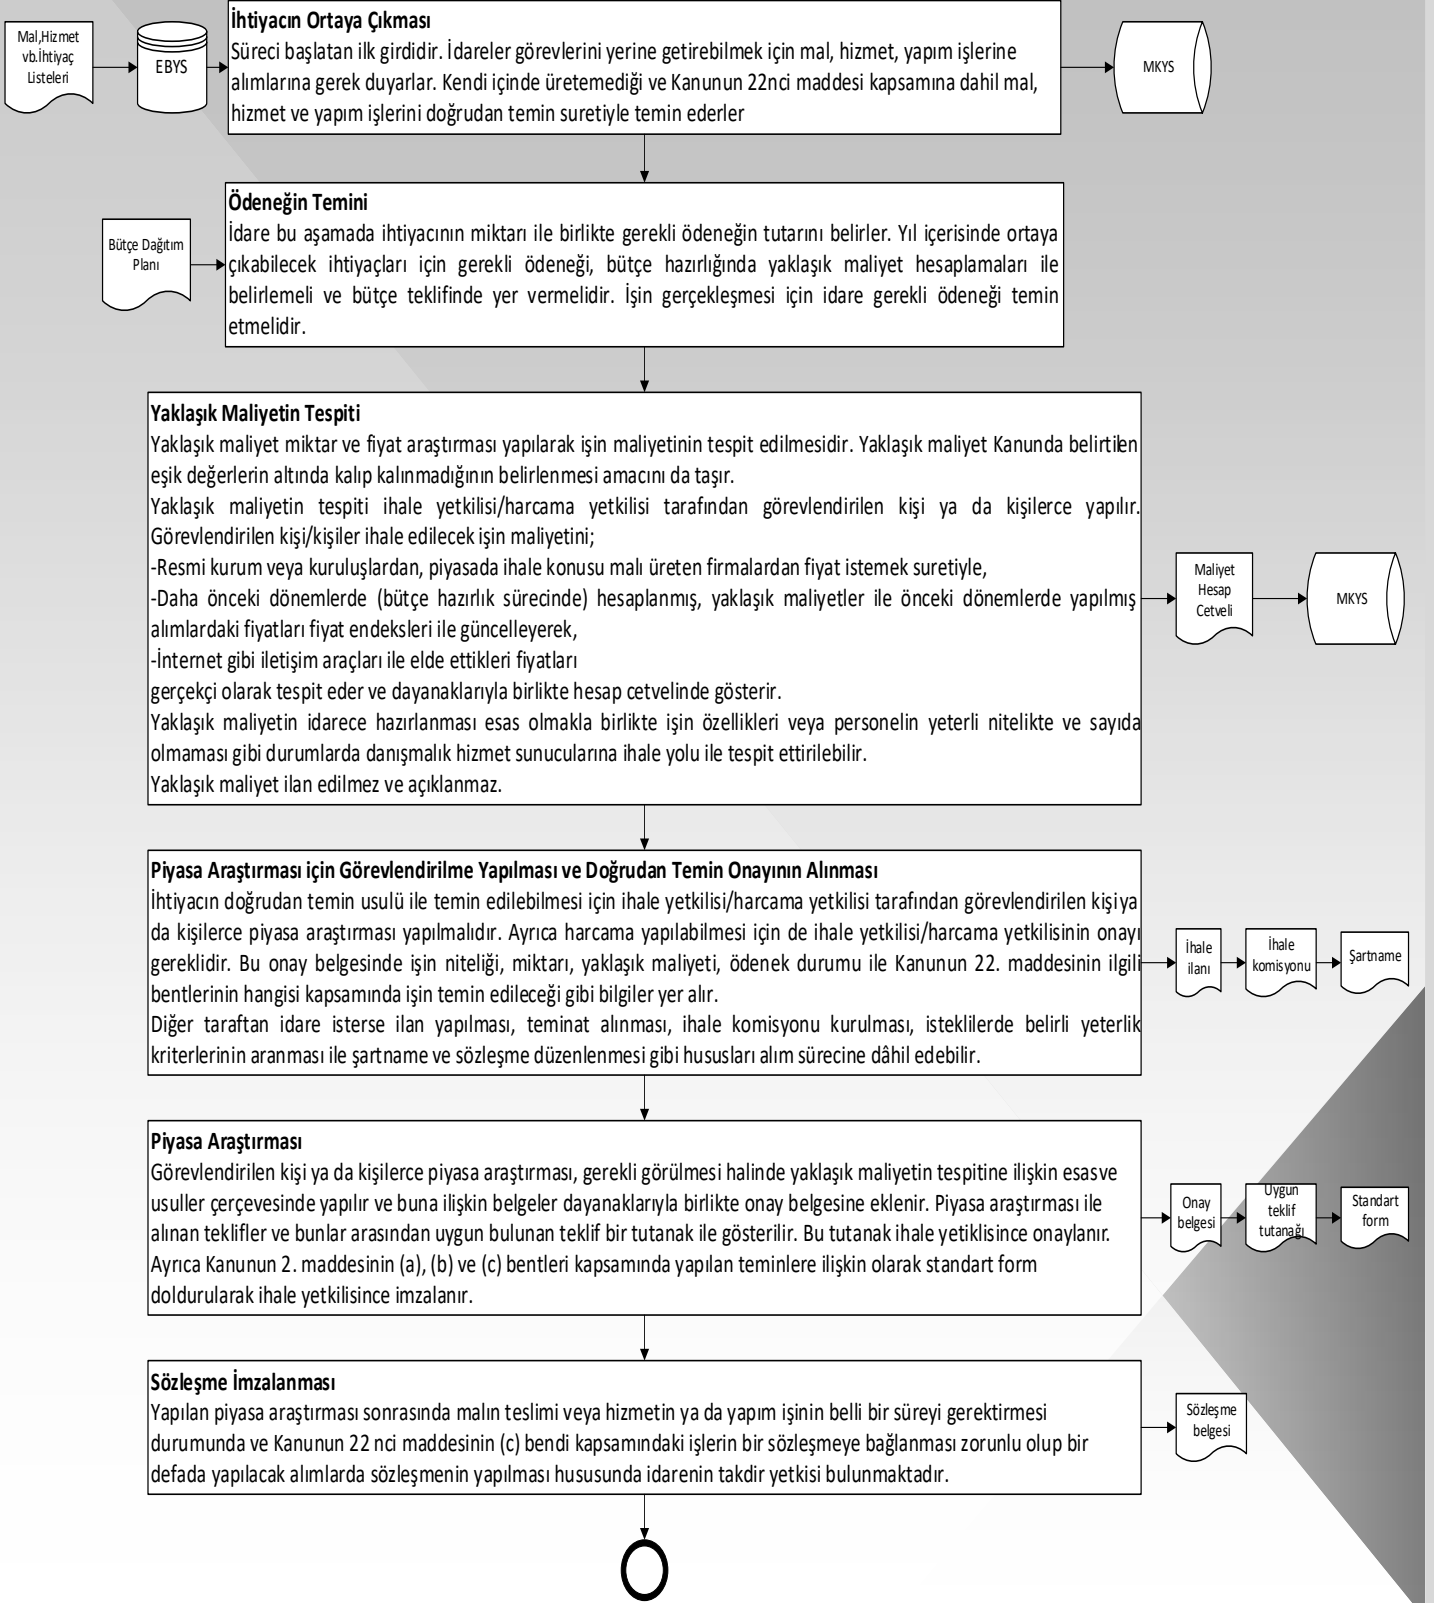 Mal,Hizmet
vb.İhtiyaç
Listeleri
EBYS
İhtiyacın Ortaya Çıkması
Süreci başlatan ilk girdidir. İdareler görevlerini yerine getirebilmek için mal, hizmet, yapım işlerine
alımlarına gerek duyarlar. Kendi içinde üretemediği ve Kanunun 22nci maddesi kapsamına dahil mal,
hizmet ve yapım işlerini doğrudan temin suretiyle temin ederler
MKYS
Bütçe Dağıtım
Planı
Ödeneğin Temini
İdare bu aşamada ihtiyacının miktarı ile birlikte gerekli ödeneğin tutarını belirler. Yıl içerisinde ortaya
çıkabilecek ihtiyaçları için gerekli ödeneği, bütçe hazırlığında yaklaşık maliyet hesaplamaları ile
belirlemeli ve bütçe teklifinde yer vermelidir. İşin gerçekleşmesi için idare gerekli ödeneği temin
etmelidir.
Yaklaşık Maliyetin Tespiti
Yaklaşık maliyet miktar ve fiyat araştırması yapılarak işin maliyetinin tespit edilmesidir. Yaklaşık maliyet Kanunda belirtilen
eşik değerlerin altında kalıp kalınmadığının belirlenmesi amacını da taşır.
Yaklaşık maliyetin tespiti ihale yetkilisi/harcama yetkilisi tarafından görevlendirilen kişi ya da kişilerce yapılır.
Görevlendirilen kişi/kişiler ihale edilecek işin maliyetini;
-Resmi kurum veya kuruluşlardan, piyasada ihale konusu malı üreten firmalardan fiyat istemek suretiyle,
-Daha önceki dönemlerde (bütçe hazırlık sürecinde) hesaplanmış, yaklaşık maliyetler ile önceki dönemlerde yapılmış
alımlardaki fiyatları fiyat endeksleri ile güncelleyerek,
-İnternet gibi iletişim araçları ile elde ettikleri fiyatları
gerçekçi olarak tespit eder ve dayanaklarıyla birlikte hesap cetvelinde gösterir.
Yaklaşık maliyetin idarece hazırlanması esas olmakla birlikte işin özellikleri veya personelin yeterli nitelikte ve sayıda
olmaması gibi durumlarda danışmalık hizmet sunucularına ihale yolu ile tespit ettirilebilir.
Yaklaşık maliyet ilan edilmez ve açıklanmaz.
Maliyet
Hesap
Cetveli
MKYS
Piyasa Araştırması için Görevlendirilme Yapılması ve Doğrudan Temin Onayının Alınması
İhtiyacın doğrudan temin usulü ile temin edilebilmesi için ihale yetkilisi/harcama yetkilisi tarafından görevlendirilen kişi ya
da kişilerce piyasa araştırması yapılmalıdır. Ayrıca harcama yapılabilmesi için de ihale yetkilisi/harcama yetkilisinin onayı
gereklidir. Bu onay belgesinde işin niteliği, miktarı, yaklaşık maliyeti, ödenek durumu ile Kanunun 22. maddesinin ilgili
bentlerinin hangisi kapsamında işin temin edileceği gibi bilgiler yer alır.
Diğer taraftan idare isterse ilan yapılması, teminat alınması, ihale komisyonu kurulması, isteklilerde belirli yeterlik
kriterlerinin aranması ile şartname ve sözleşme düzenlenmesi gibi hususları alım sürecine dâhil edebilir.
İhale
ilanı
İhale
komisyonu
Şartname
Piyasa Araştırması
Görevlendirilen kişi ya da kişilerce piyasa araştırması, gerekli görülmesi halinde yaklaşık maliyetin tespitine ilişkin esas ve
usuller çerçevesinde yapılır ve buna ilişkin belgeler dayanaklarıyla birlikte onay belgesine eklenir. Piyasa araştırması ile
alınan teklifler ve bunlar arasından uygun bulunan teklif bir tutanak ile gösterilir. Bu tutanak ihale yetiklisince onaylanır.
Ayrıca Kanunun 2. maddesinin (a), (b) ve (c) bentleri kapsamında yapılan teminlere ilişkin olarak standart form
doldurularak ihale yetkilisince imzalanır.
Onay
belgesi
Uygun
teklif
tutanağı
Standart
form
Sözleşme İmzalanması
Yapılan piyasa araştırması sonrasında malın teslimi veya hizmetin ya da yapım işinin belli bir süreyi gerektirmesi
durumunda ve Kanunun 22 nci maddesinin (c) bendi kapsamındaki işlerin bir sözleşmeye bağlanması zorunlu olup bir
defada yapılacak alımlarda sözleşmenin yapılması hususunda idarenin takdir yetkisi bulunmaktadır.
Sözleşme
belgesi